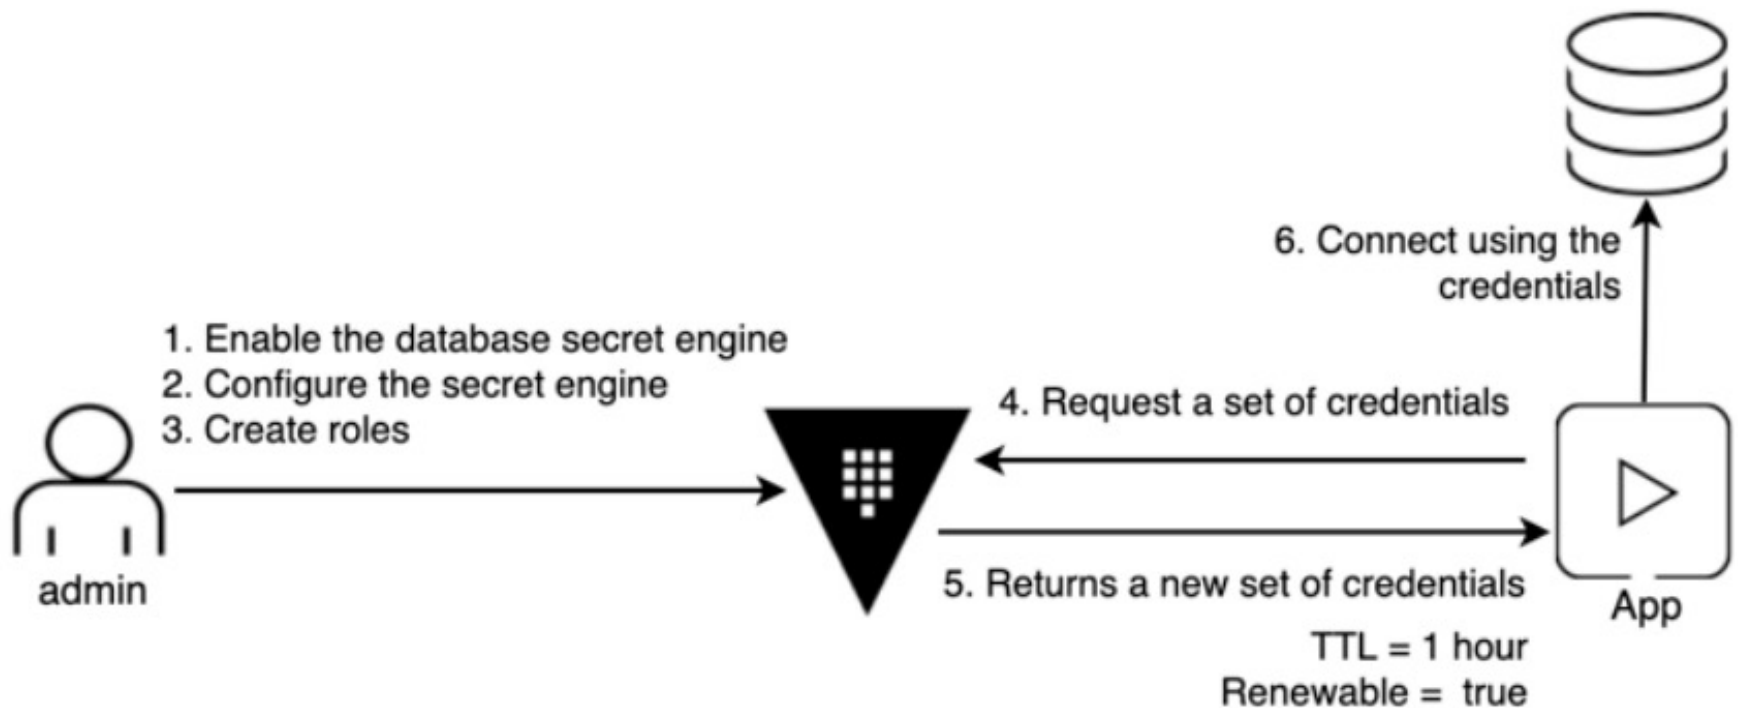 6. Connect using the
credentials
1. Enable the database secret engine
2. Configure the secret engine
3. Create roles
4. Request a set of credentials
admin
5. Returns a new set of credentials
App
TTL = 1 hour
Renewable = true